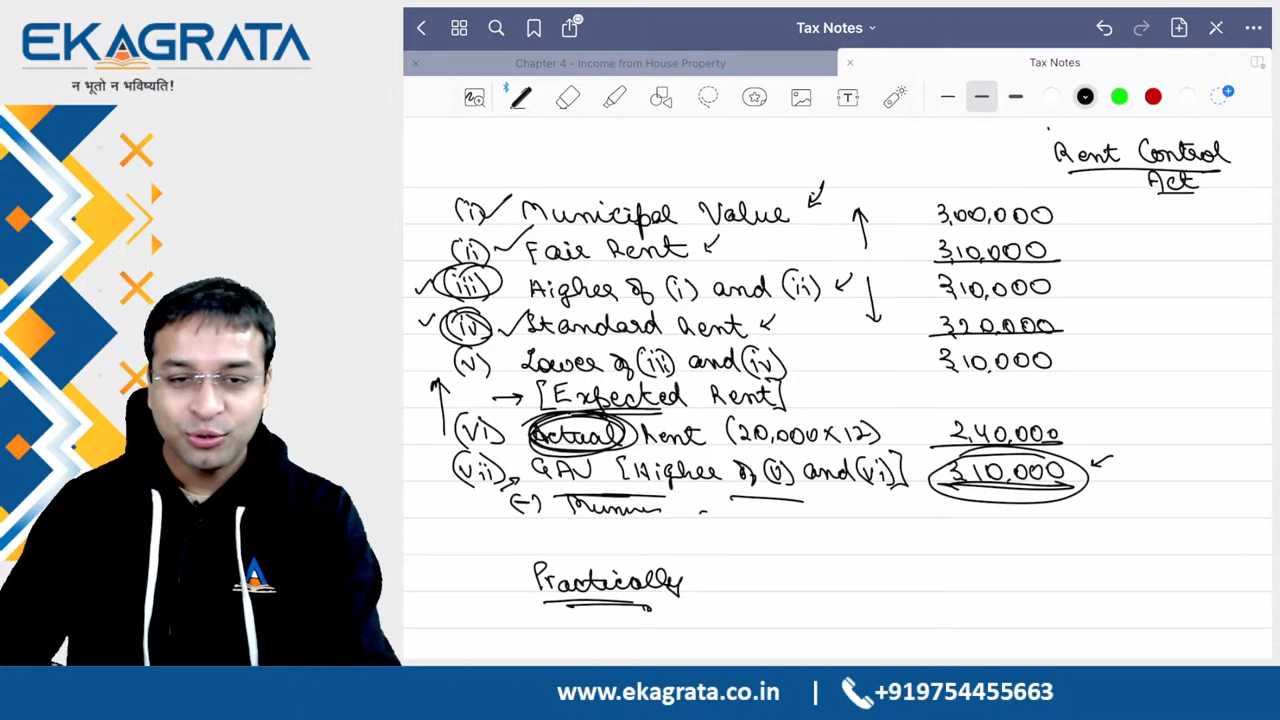 EKAGRATA
न भूतो न भविष्यति!
Tax Notes
Chapter 4 - Income from House Property
Tax Notes
Rent Control
Act
(i) Municipal Value 3,00,000
(ii) Fair Rent 3,10,000
(iii) Higher of (i) and (ii) 3,10,000
(iv) Standard Rent 3,20,000
(v) Lower of (iii) and (iv) 3,10,000
→ [Expected Rent]
(vi) Actual Rent (20,000×12) 2,40,000
(vii) GAV [Higher of (v) and (vi)] 3,10,000
(-)
Practically
www.ekagrata.co.in | +919754455663